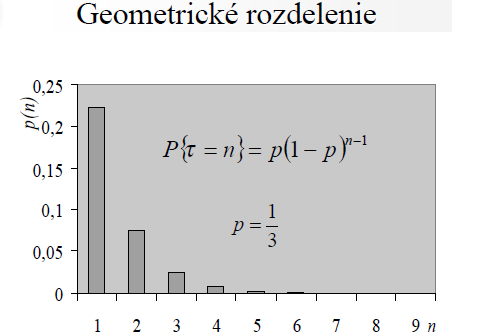 Geometrické rozdelenie
0,25
0,2
0,15
0,1
0,05
0
p(n)
P{τ = n}= p(1 − p)ⁿ⁻¹
p = 1/3
1 2 3 4 5 6 7 8 9 n